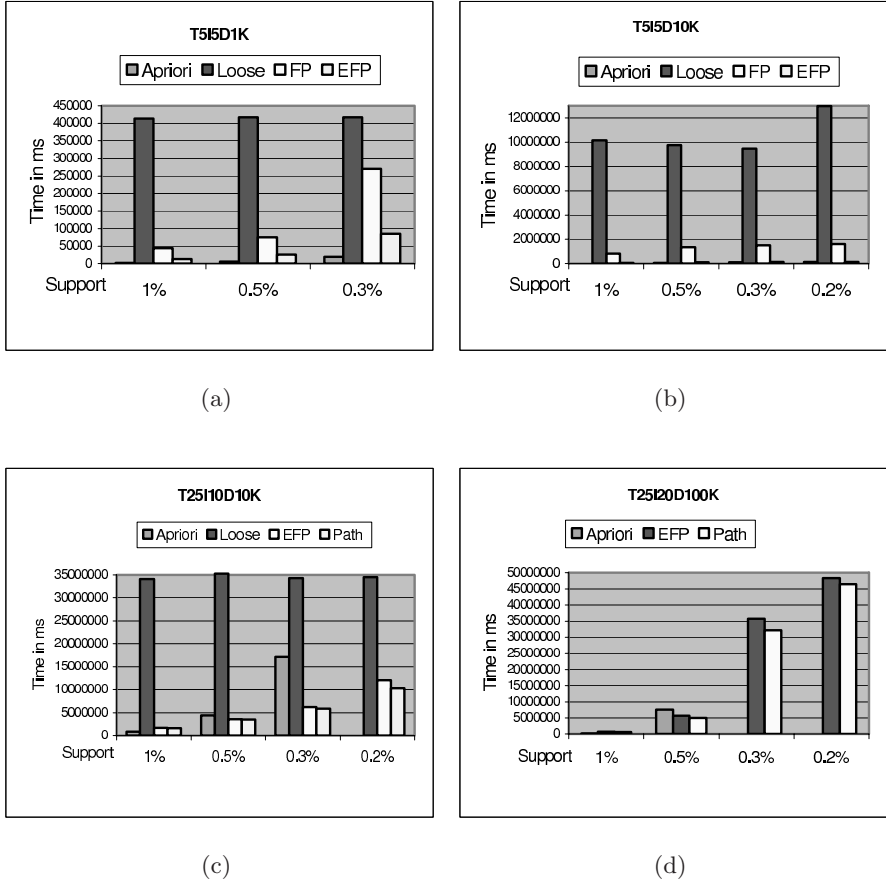 T5I5D1K
Apriori Loose FP EFP
450000
400000
350000
300000
250000
200000
150000
100000
50000
0
Time in ms
Support
1% 0.5% 0.3%
(a)
T5I5D10K
Apriori Loose FP EFP
12000000
10000000
8000000
6000000
4000000
2000000
0
Time in ms
Support
1% 0.5% 0.3% 0.2%
(b)
T25I10D10K
Apriori Loose EFP Path
35000000
30000000
25000000
20000000
15000000
10000000
5000000
0
Time in ms
Support
1% 0.5% 0.3% 0.2%
(c)
T25I20D100K
Apriori EFP Path
50000000
45000000
40000000
35000000
30000000
25000000
20000000
15000000
10000000
5000000
0
Time in ms
Support
1% 0.5% 0.3% 0.2%
(d)